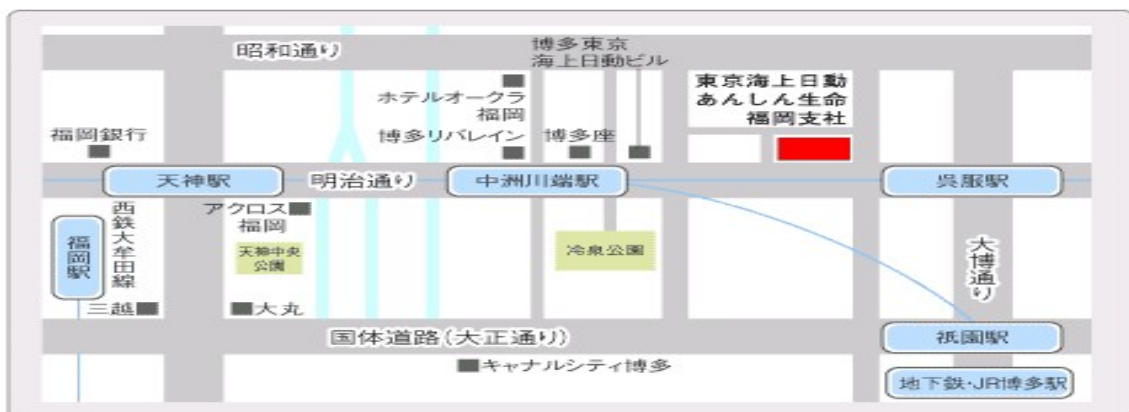 昭和通り
博多東京
海上日動ビル
ホテルオークラ
福岡
東京海上日動
あんしん生命
福岡支社
福岡銀行
博多リバレイン
博多座
天神駅
明治通り
中洲川端駅
呉服駅
西鉄大牟田線
福岡駅
アクロス
福岡
天神中央
公園
冷泉公園
大博通り
三越
大丸
国体道路(大正通り)
祇園駅
キャナルシティ博多
地下鉄・JR博多駅